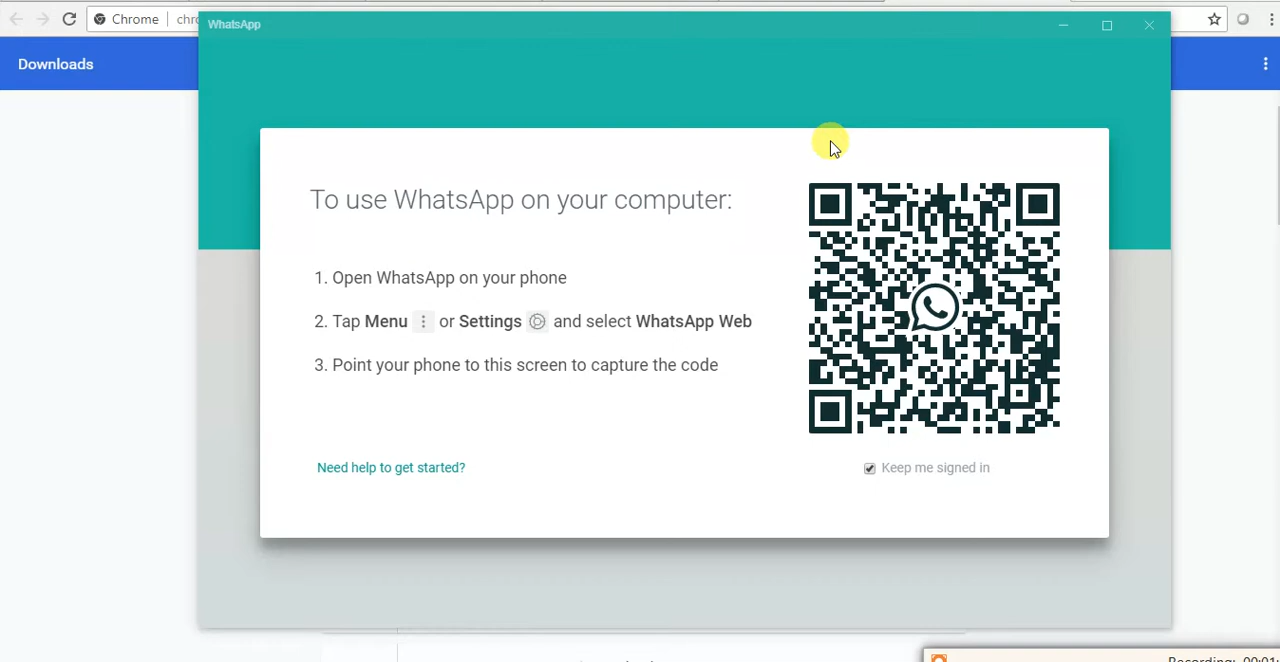 Chrome
chr
WhatsApp
Downloads
To use WhatsApp on your computer:
1. Open WhatsApp on your phone
2. Tap Menu or Settings and select WhatsApp Web
3. Point your phone to this screen to capture the code
Need help to get started?
Keep me signed in